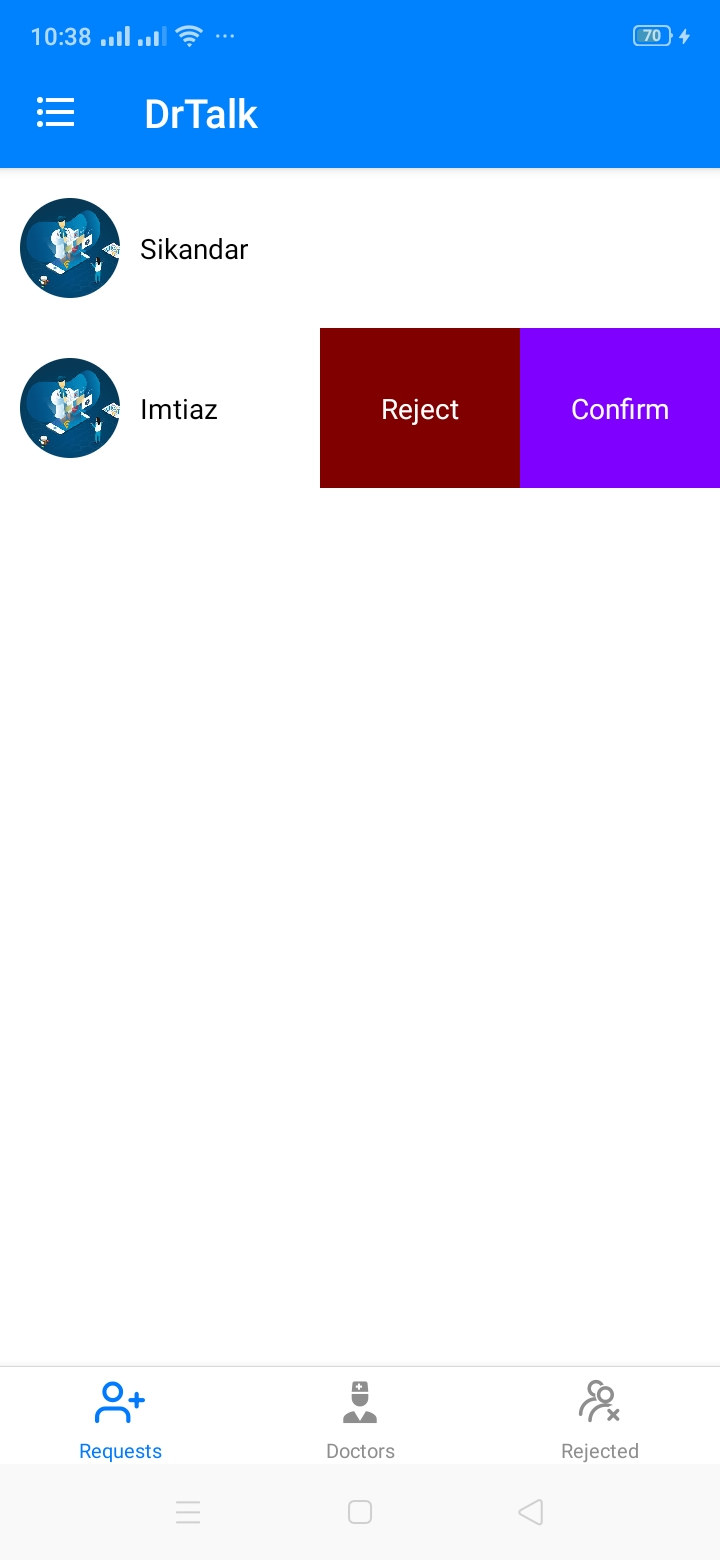 10:38 70
DrTalk
Sikandar
Imtiaz Reject Confirm
Requests Doctors Rejected